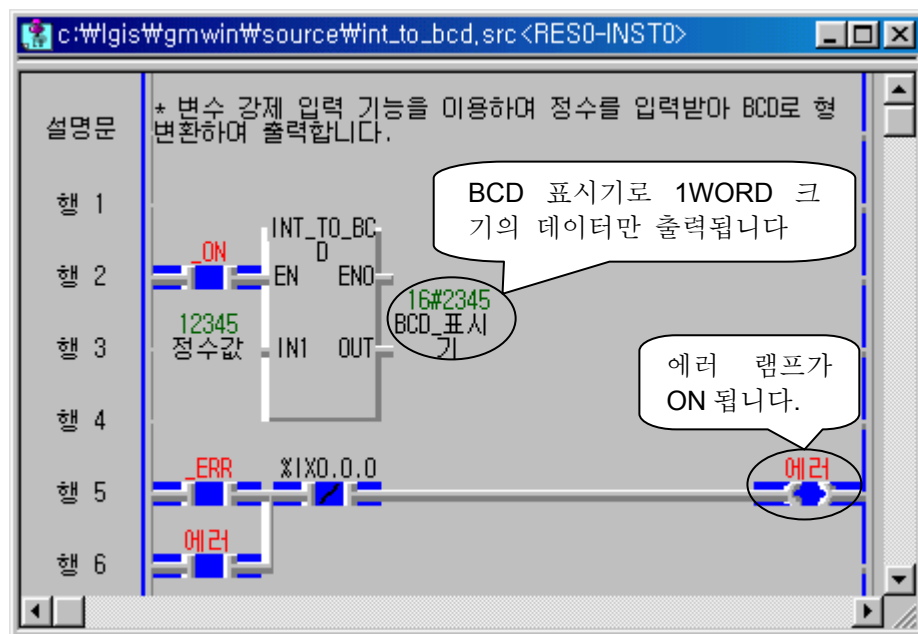 c:₩lgis₩gmwin₩source₩int_to_bcd,src<RES0-INST0>
설명문
* 변수 강제 입력 기능을 이용하여 정수를 입력받아 BCD로 형
변환하여 출력합니다.
BCD 표시기로 1WORD 크
기의 데이터만 출력됩니다
행 1
INT_TO_BC
D
_ON
행 2
EN ENO
16#2345
BCD_표시
기
12345
정수값
행 3
IN1 OUT
에러 램프가
ON 됩니다.
행 4
_ERR %IX0.0.0 에러
행 5
에러
행 6